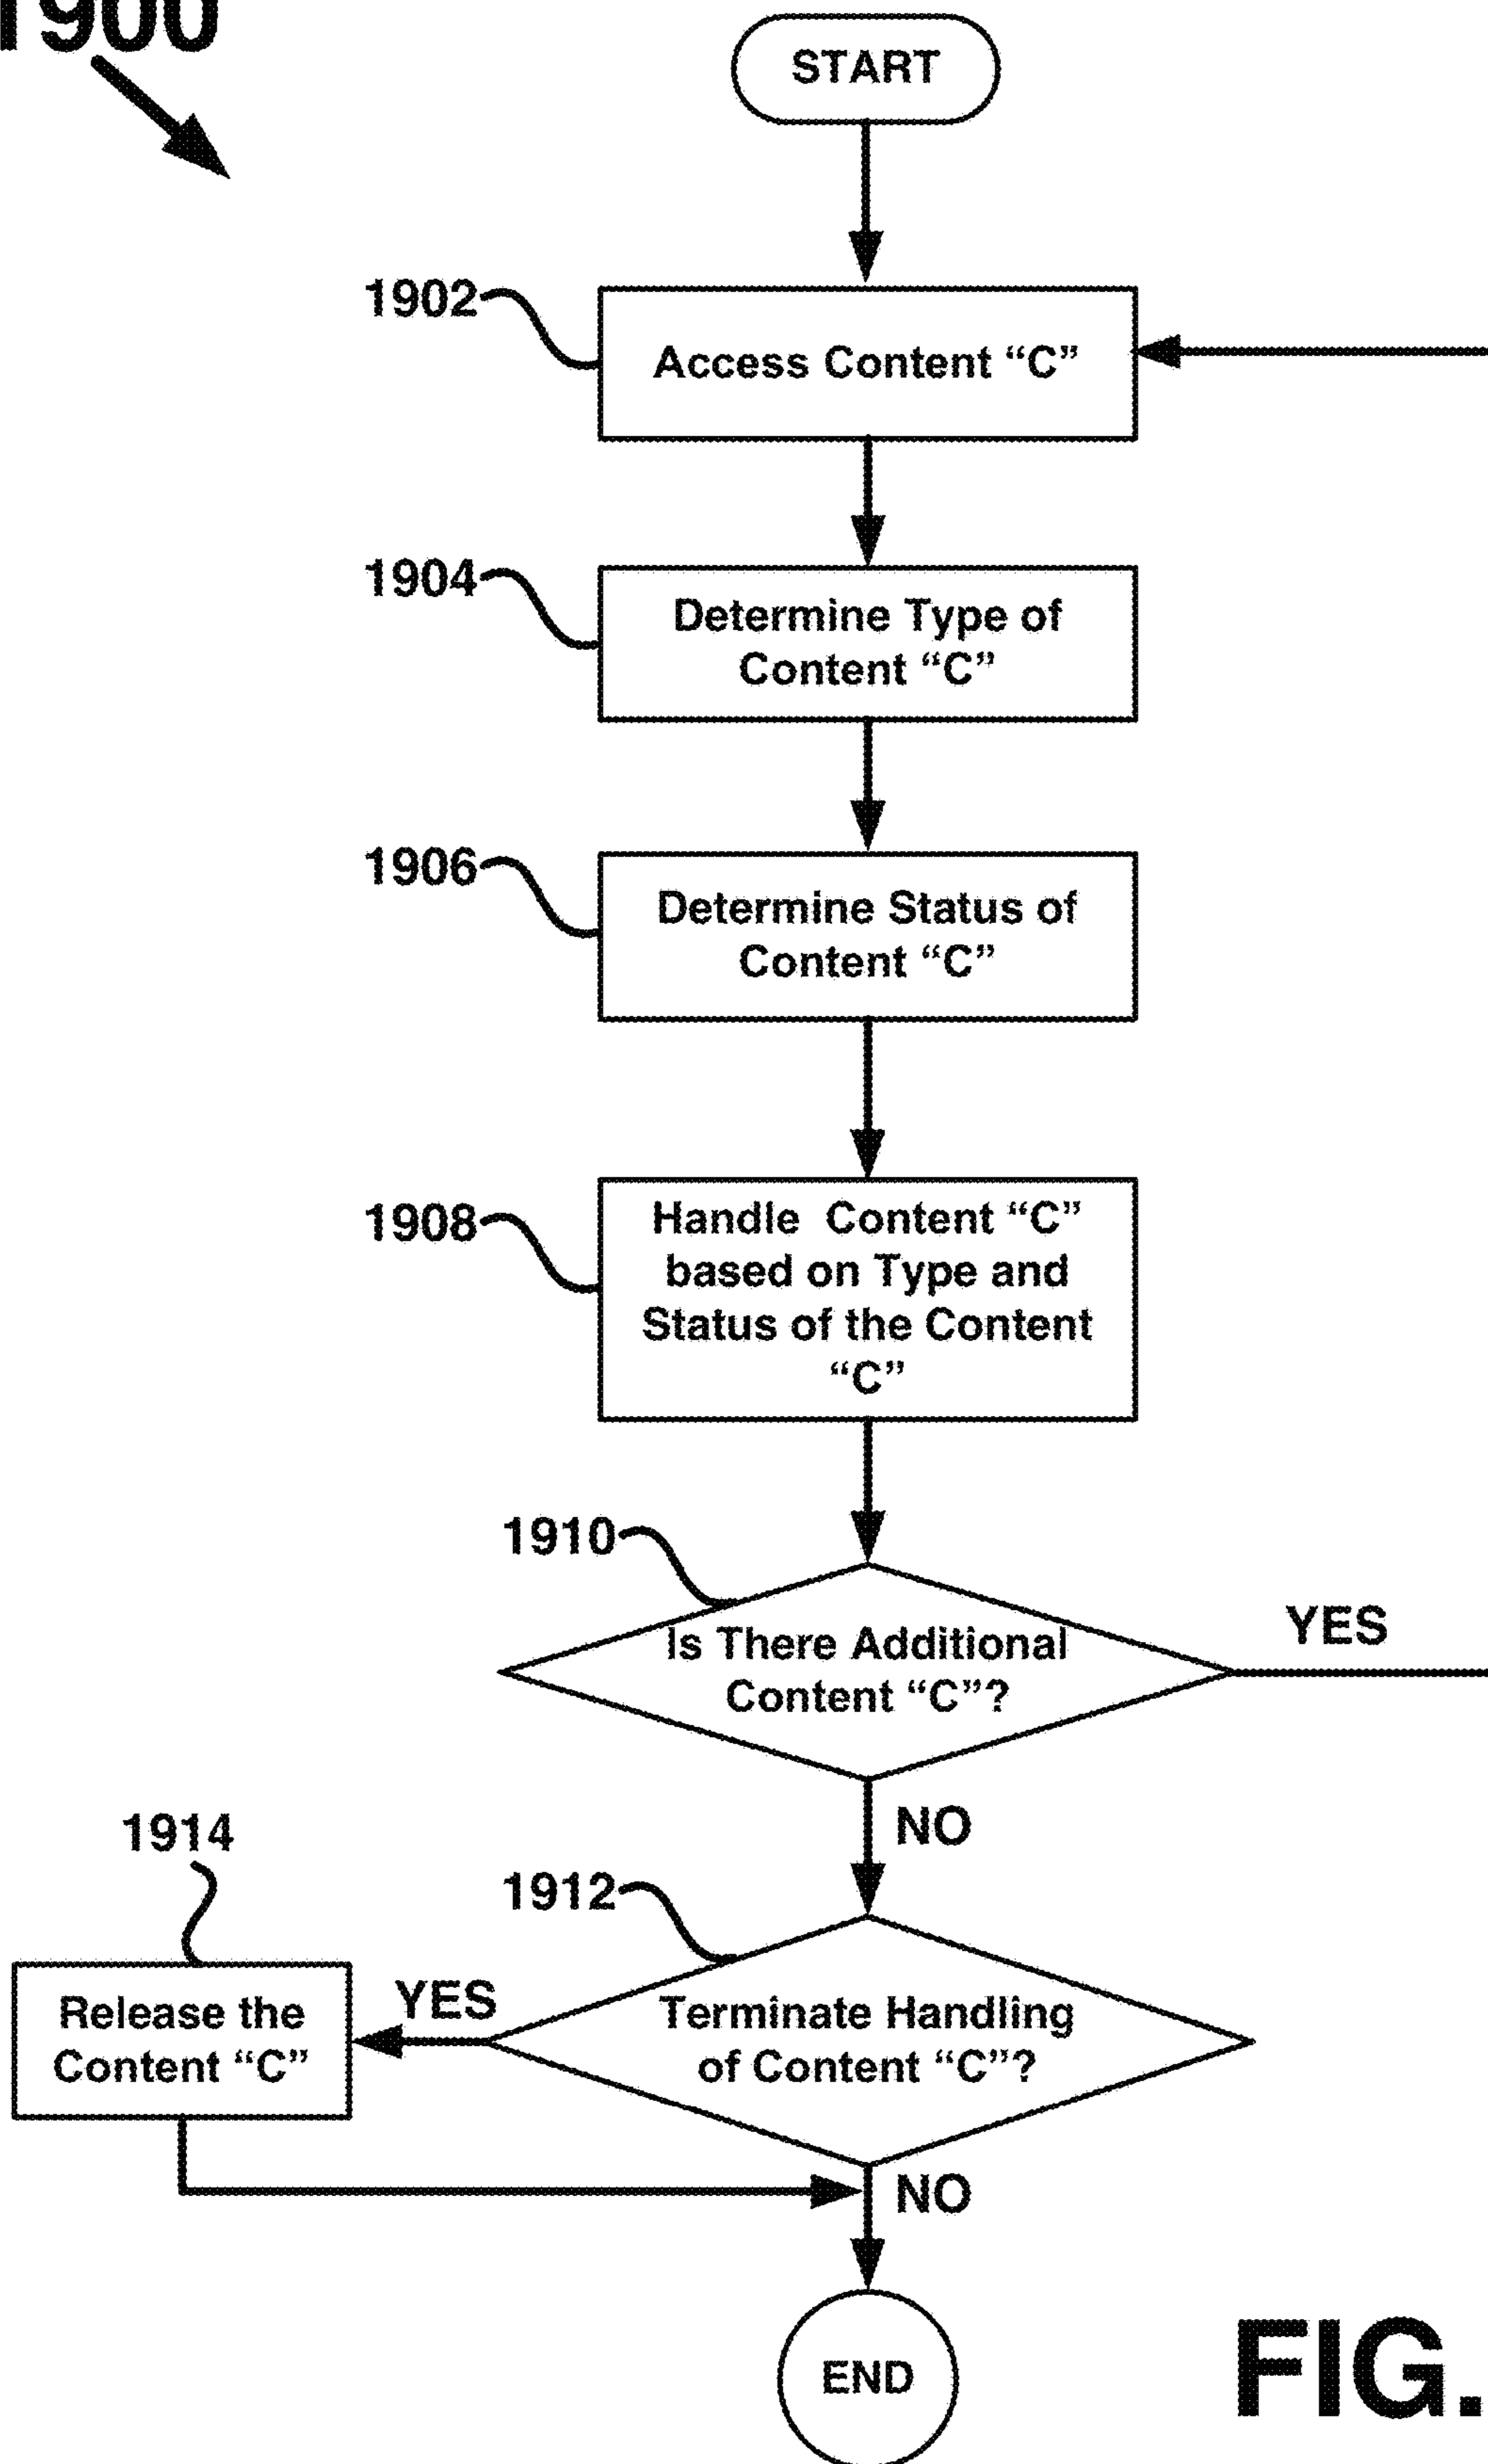 1900
START
1902
Access Content “C”
1904
Determine Type of
Content “C”
1906
Determine Status of
Content “C”
1908
Handle Content “C”
based on Type and
Status of the Content
“C”
1910
Is There Additional
Content “C”?
YES
NO
1914
1912
Release the
Content “C”
YES
Terminate Handling
of Content “C”?
NO
END
FIG.